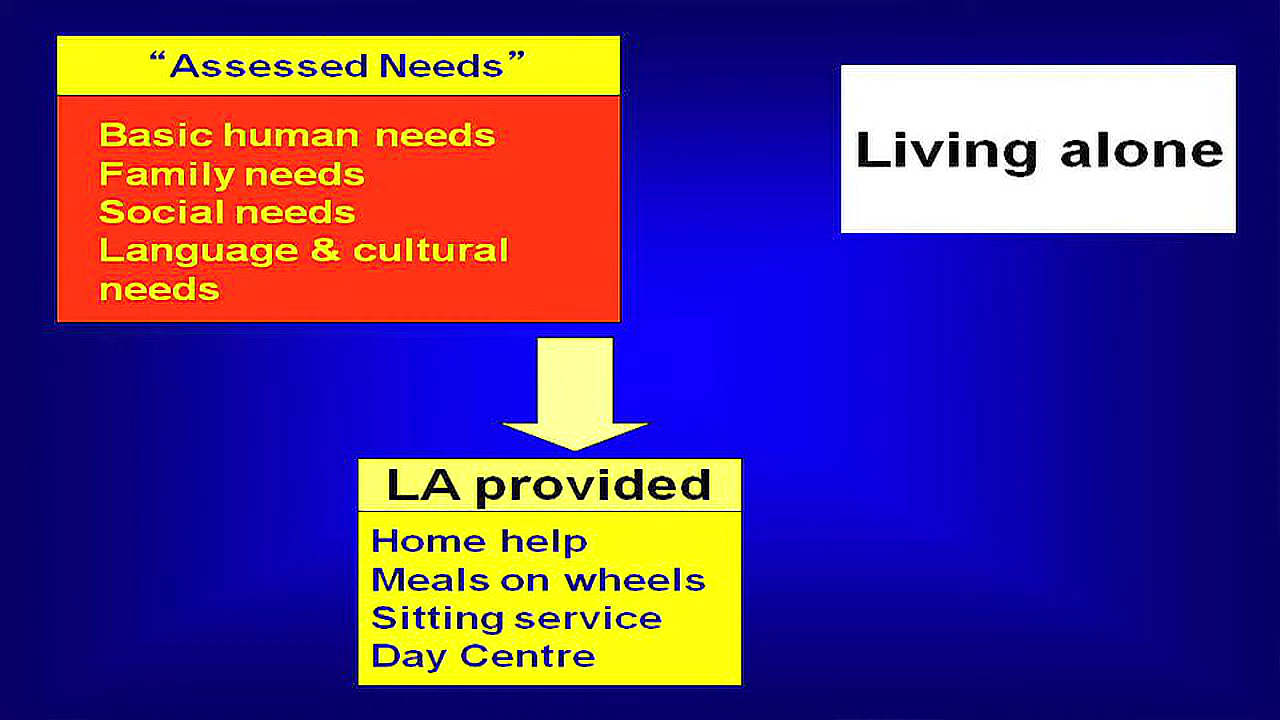 “Assessed Needs”
Basic human needs
Family needs
Social needs
Language & cultural
needs
Living alone
LA provided
Home help
Meals on wheels
Sitting service
Day Centre